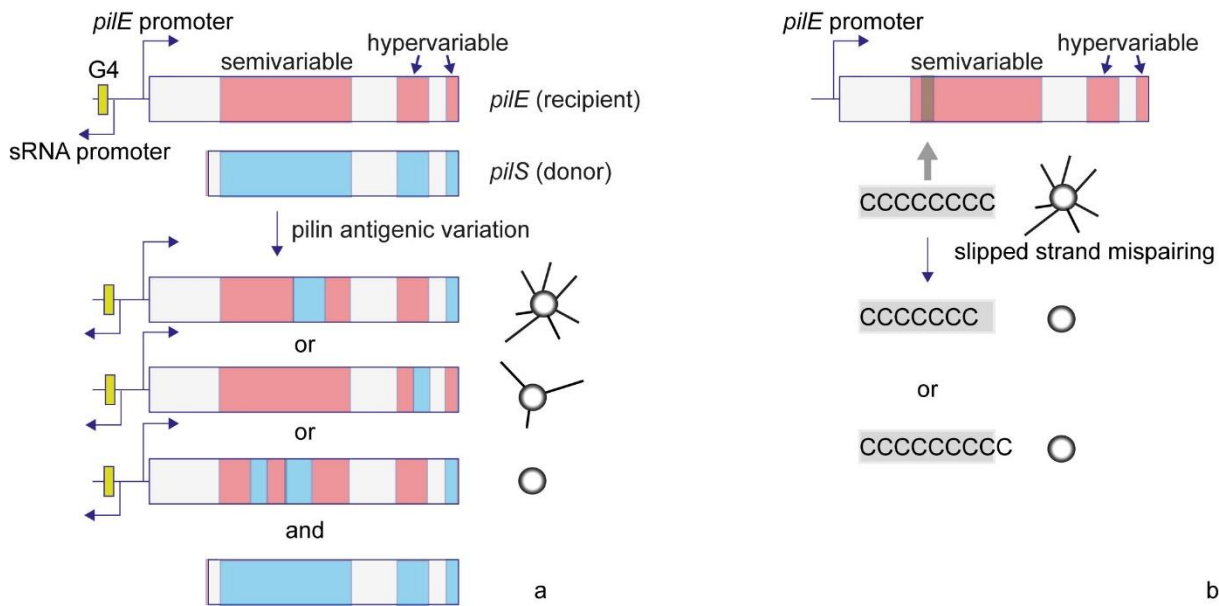 pilE promoter
hypervariable
semivariable
G4
pilE (recipient)
sRNA promoter
pilS (donor)
pilin antigenic variation
or
or
and
a
pilE promoter
hypervariable
semivariable
CCCCCCCC
slipped strand mispairing
CCCCCCC
or
CCCCCCCCC
b